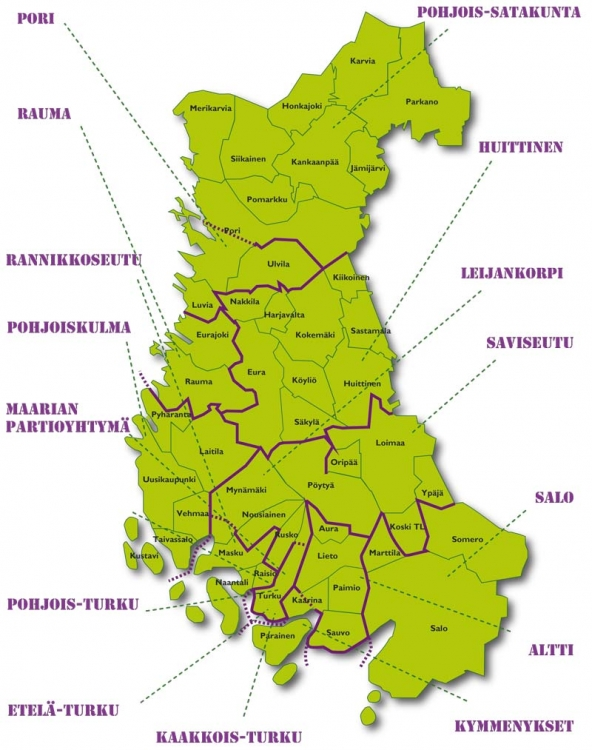 PORI
POHJOIS-SATAKUNTA
Karvia
Parkano
Merikarvia
Honkajoki
RAUMA
HUITTINEN
Siikainen
Kankaanpää
Jämijärvi
Pomarkku
Pori
RANNIKKOSEUTU
Ulvila
Kiikoinen
LEIJANKORPI
Luvia
Nakkila
Harjavalta
POHJOISKULMA
Eurajoki
Kokemäki
Sastamala
SAVISEUTU
Rauma
Eura
Köyliö
Huittinen
MAARIAN
PARTIOYHTYMÄ
Pyhäranta
Säkylä
Loimaa
Laitila
Oripää
Uusikaupunki
Mynämäki
Pöytyä
Ypäjä
SALO
Vehmaa
Nousiainen
Koski TL
Taivassalo
Rusko
Aura
Somero
Kustavi
Masku
Lieto
Marttila
Raisio
Naantali
Paimio
POHJOIS-TURKU
Turku
Kaarina
Salo
Parainen
Sauvo
ALTTI
ETELÄ-TURKU
KAAKKOIS-TURKU
KYMMENYKSET